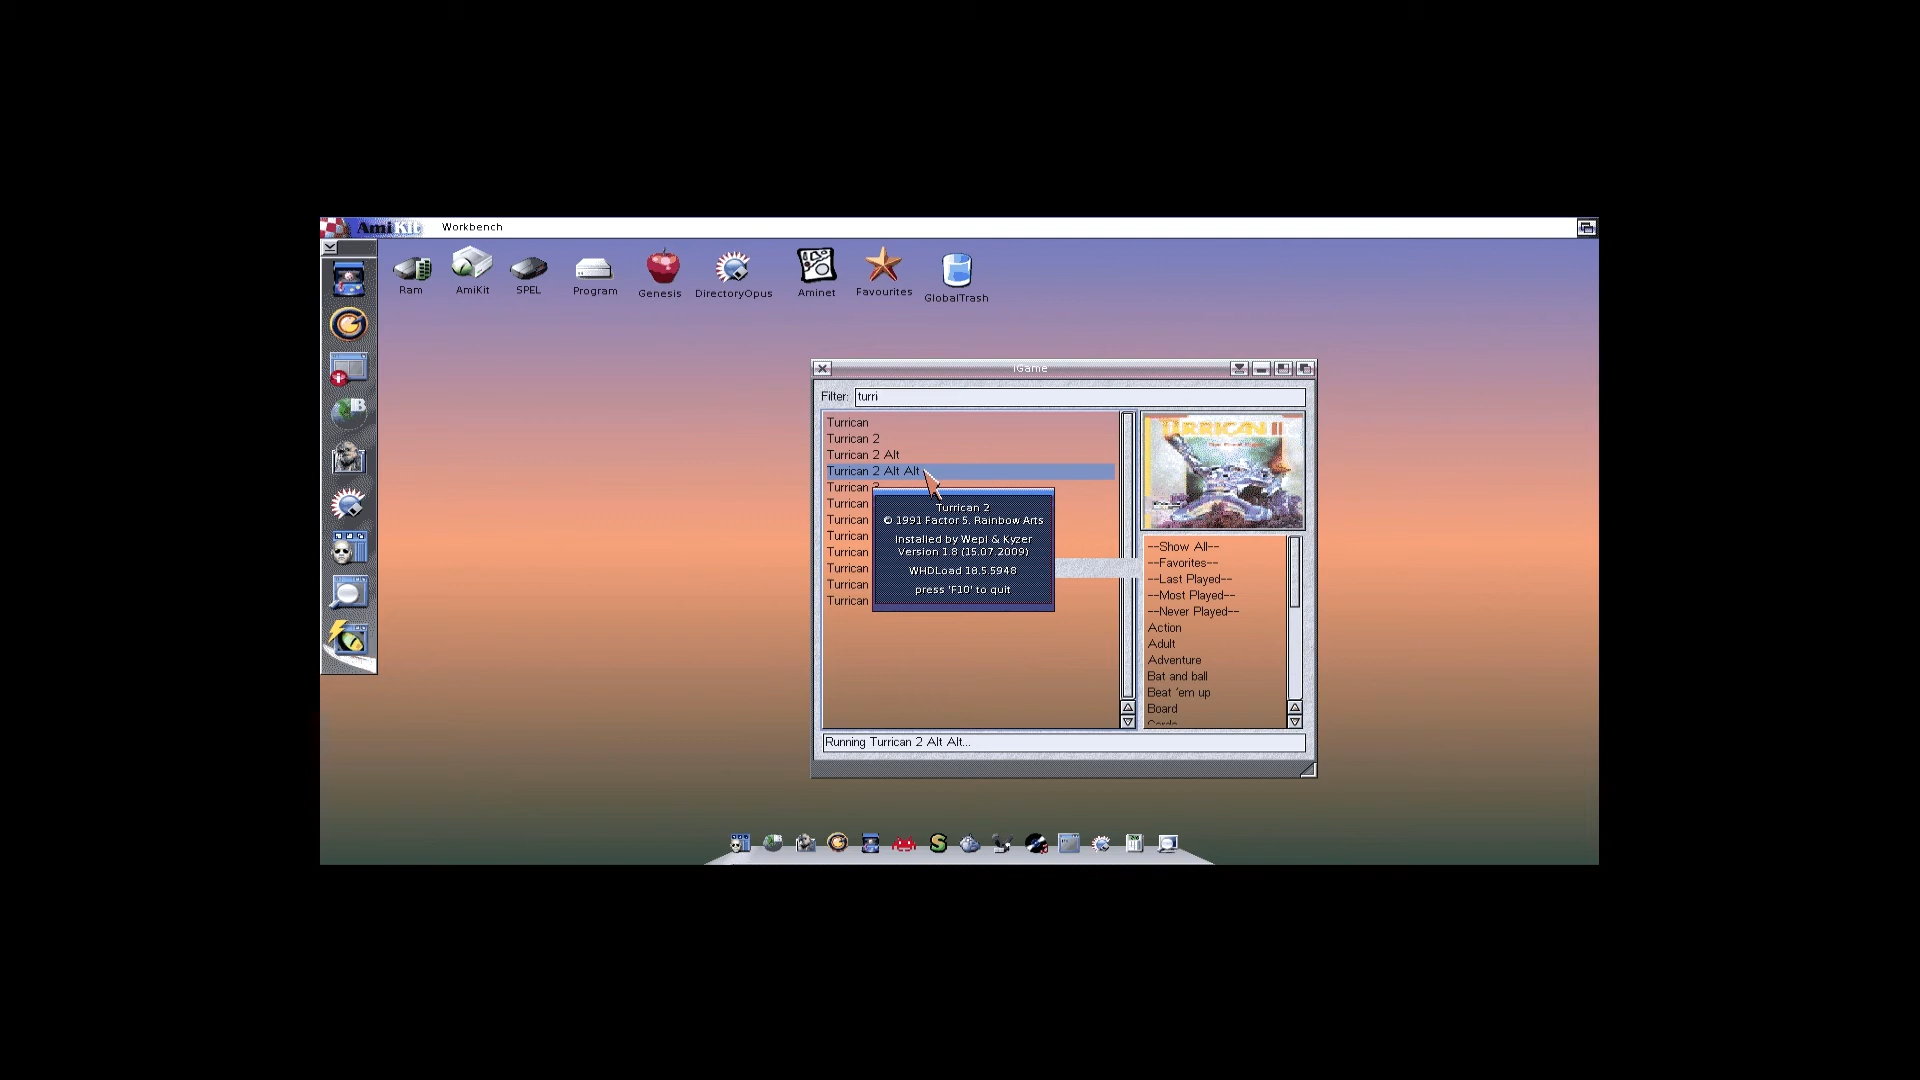 AmiKit Workbench
Ram
AmiKit
SPEL
Program
Genesis
DirectoryOpus
Aminet
Favourites
GlobalTrash
iGame
Filter: turri
Turrican
Turrican 2
Turrican 2 Alt
Turrican 2 Alt Alt
Turrican
Turrican
Turrican
Turrican
Turrican
Turrican
Turrican
Turrican
Turrican 2
© 1991 Factor 5, Rainbow Arts
Installed by Wepl & Kyzer
Version 1.8 (15.07.2009)
WHDLoad 18.5.5948
press 'F10' to quit
TURRICAN II
--Show All--
--Favorites--
--Last Played--
--Most Played--
--Never Played--
Action
Adult
Adventure
Bat and ball
Beat 'em up
Board
Running Turrican 2 Alt Alt...